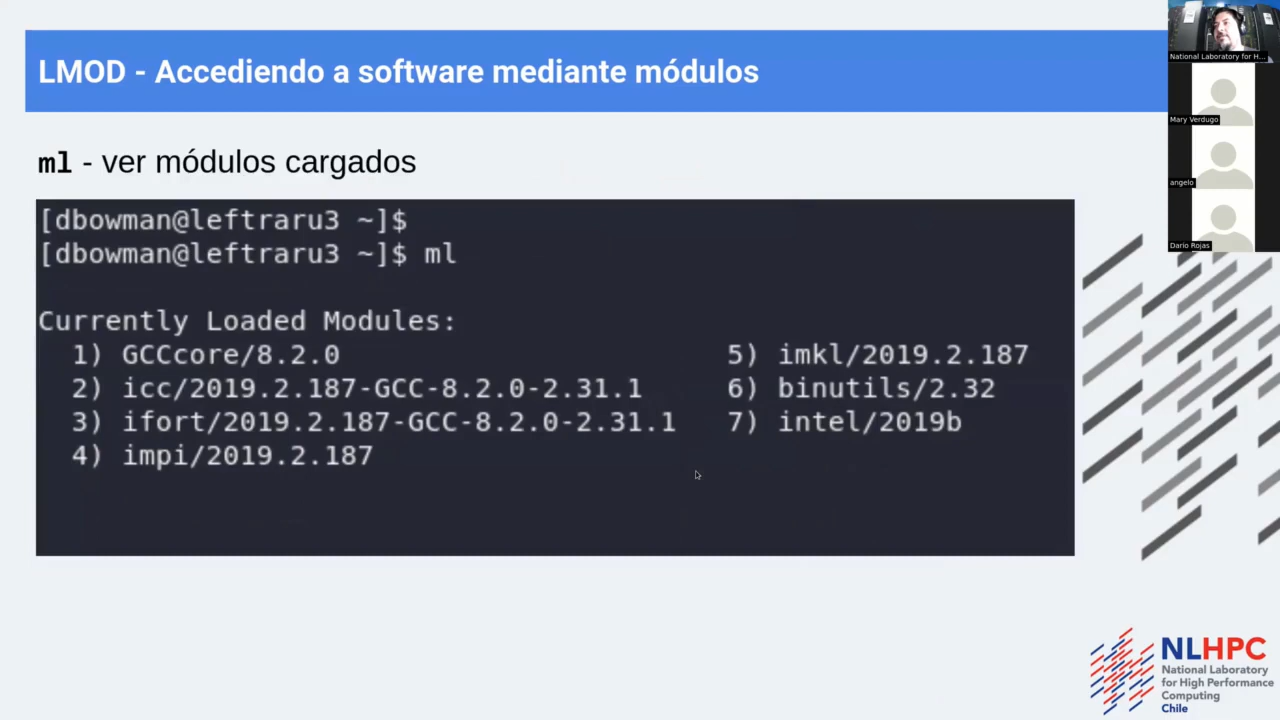 LMOD - Accediendo a software mediante módulos
ml - ver módulos cargados
[dbowman@leftraru3 ~]$
[dbowman@leftraru3 ~]$ ml
Currently Loaded Modules:
1) GCCcore/8.2.0
2) icc/2019.2.187-GCC-8.2.0-2.31.1
3) ifort/2019.2.187-GCC-8.2.0-2.31.1
4) impi/2019.2.187
5) imkl/2019.2.187
6) binutils/2.32
7) intel/2019b
National Laboratory for H...
Mary Verdugo
angelo
Darío Rojas
NLHPC
National Laboratory
for High Performance
Computing
Chile